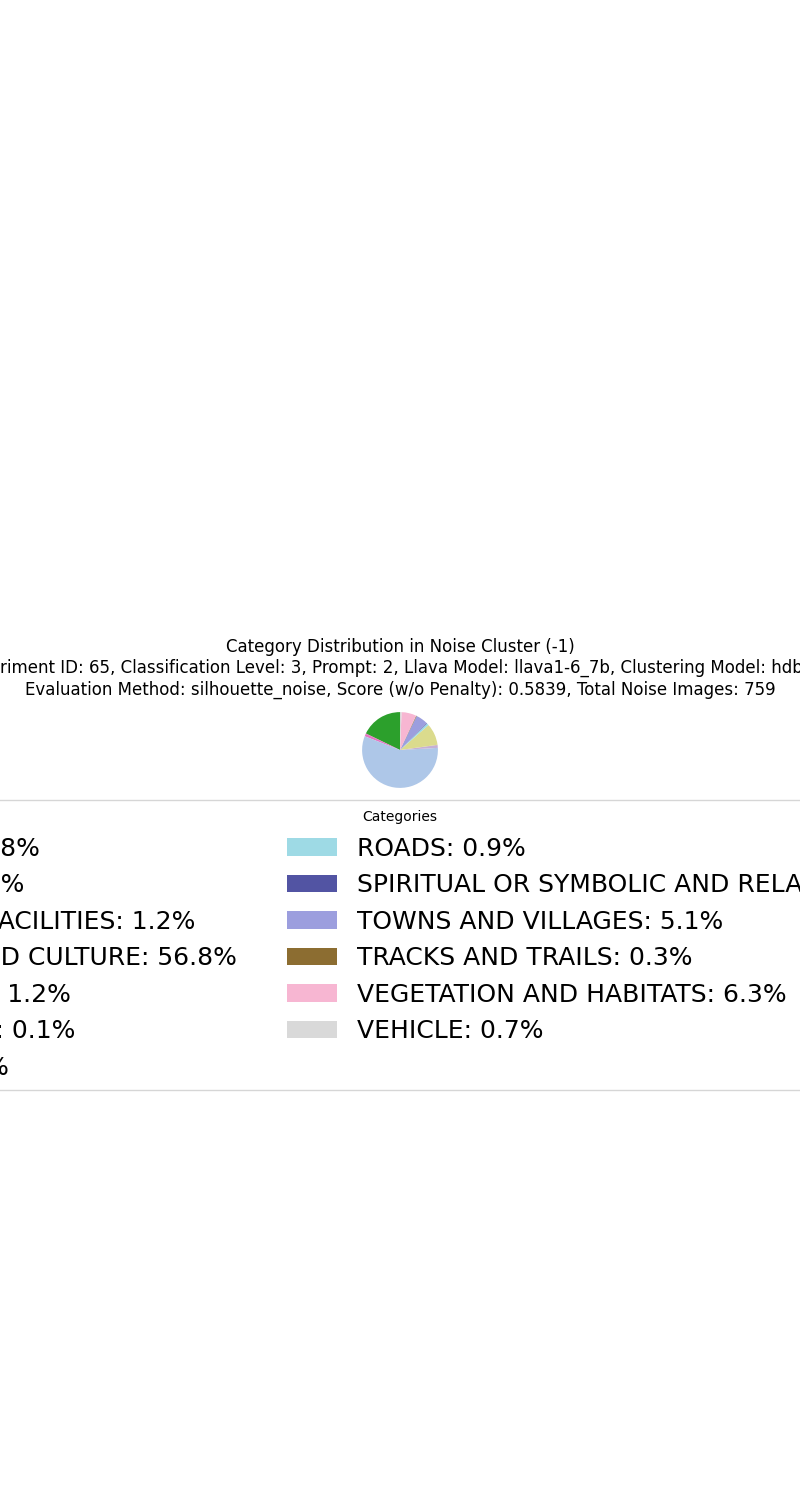 Category Distribution in Noise Cluster (-1)
riment ID: 65, Classification Level: 3, Prompt: 2, Llava Model: llava1-6_7b, Clustering Model: hdb
Evaluation Method: silhouette_noise, Score (w/o Penalty): 0.5839, Total Noise Images: 759
Categories
8%
%
ACILITIES: 1.2%
D CULTURE: 56.8%
1.2%
: 0.1%
%
ROADS: 0.9%
SPIRITUAL OR SYMBOLIC AND RELA
TOWNS AND VILLAGES: 5.1%
TRACKS AND TRAILS: 0.3%
VEGETATION AND HABITATS: 6.3%
VEHICLE: 0.7%